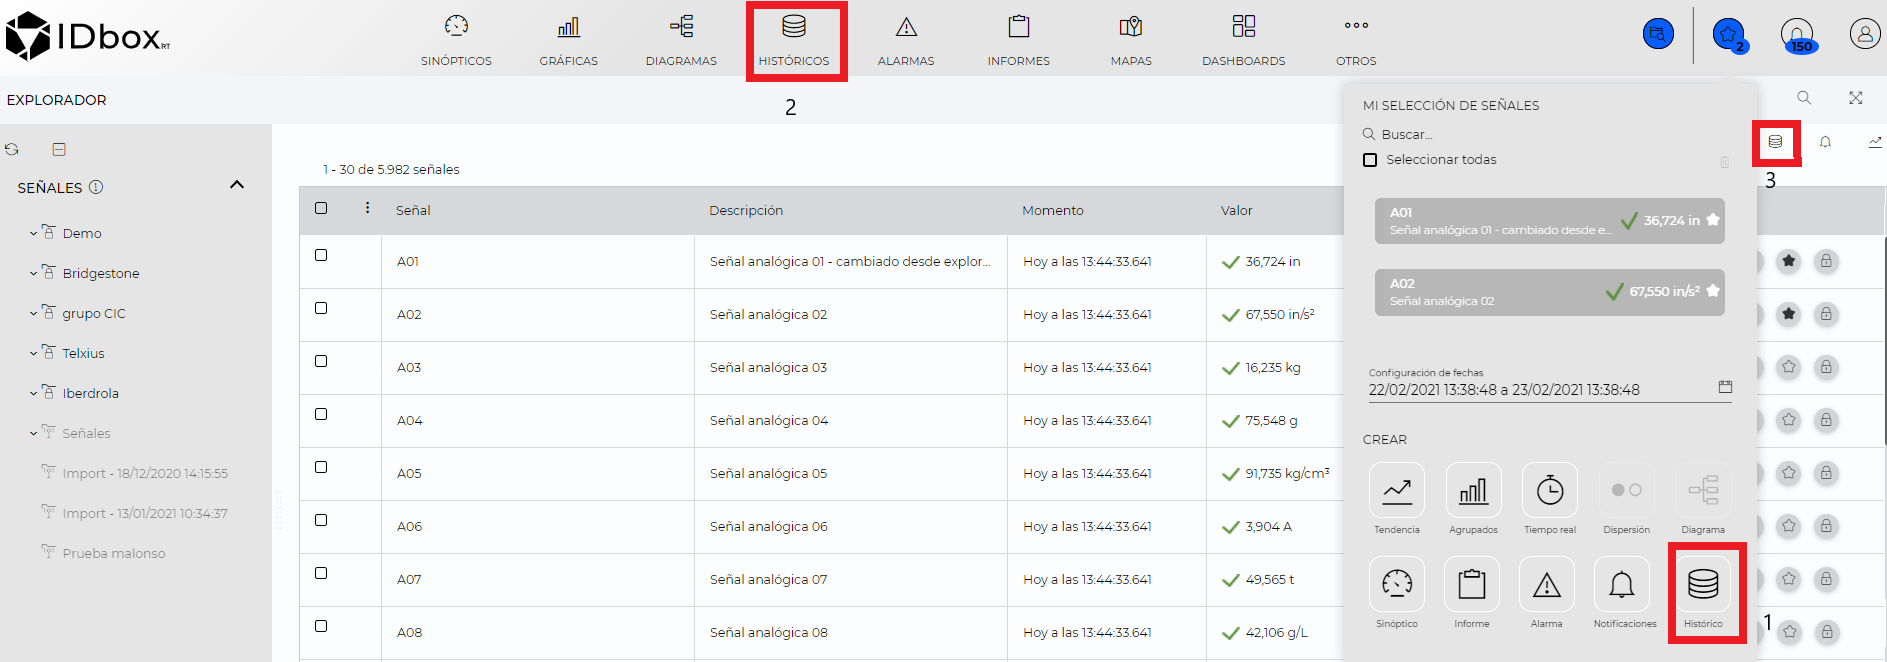 IDbox RT
SINÓPTICOS GRÁFICAS DIAGRAMAS HISTÓRICOS ALARMAS INFORMES MAPAS DASHBOARDS OTROS
2 150
EXPLORADOR
2
MI SELECCIÓN DE SEÑALES
Buscar...
Seleccionar todas
3
1 - 30 de 5.982 señales
SEÑALES
Demo
Bridgestone
grupo CIC
Telxius
Iberdrola
Señales
Import - 18/12/2020 14:15:55
Import - 13/01/2021 10:34:37
Prueba malonso
Señal Descripción Momento Valor
A01 Señal analógica 01 - cambiado desde explor... Hoy a las 13:44:33.641 36,724 in
A02 Señal analógica 02 Hoy a las 13:44:33.641 67,550 in/s²
A03 Señal analógica 03 Hoy a las 13:44:33.641 16,235 kg
A04 Señal analógica 04 Hoy a las 13:44:33.641 75,548 g
A05 Señal analógica 05 Hoy a las 13:44:33.641 91,735 kg/cm³
A06 Señal analógica 06 Hoy a las 13:44:33.641 3,904 A
A07 Señal analógica 07 Hoy a las 13:44:33.641 49,565 t
A08 Señal analógica 08 Hoy a las 13:44:33.641 42,106 g/L
A01
Señal analógica 01 - cambiado desde e... 36,724 in
A02
Señal analógica 02 67,550 in/s²
Configuración de fechas
22/02/2021 13:38:48 a 23/02/2021 13:38:48
CREAR
Tendencia Agrupados Tiempo real Dispersión Diagrama
Sinóptico Informe Alarma Notificaciones Histórico
1